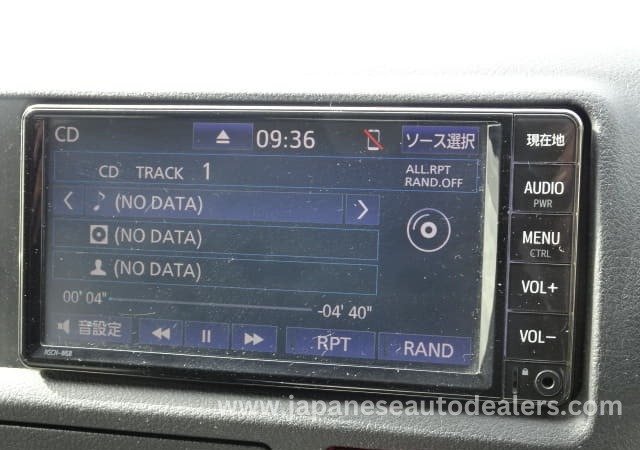 CD 09:36 ソース選択 現在地
CD TRACK 1 ALL.RPT
RAND.OFF
(NO DATA)
(NO DATA)
(NO DATA)
00' 04" -04' 40"
音設定 RPT RAND
AUDIO
PWR
MENU
CTRL
VOL+
VOL-
www.japaneseautodealers.com